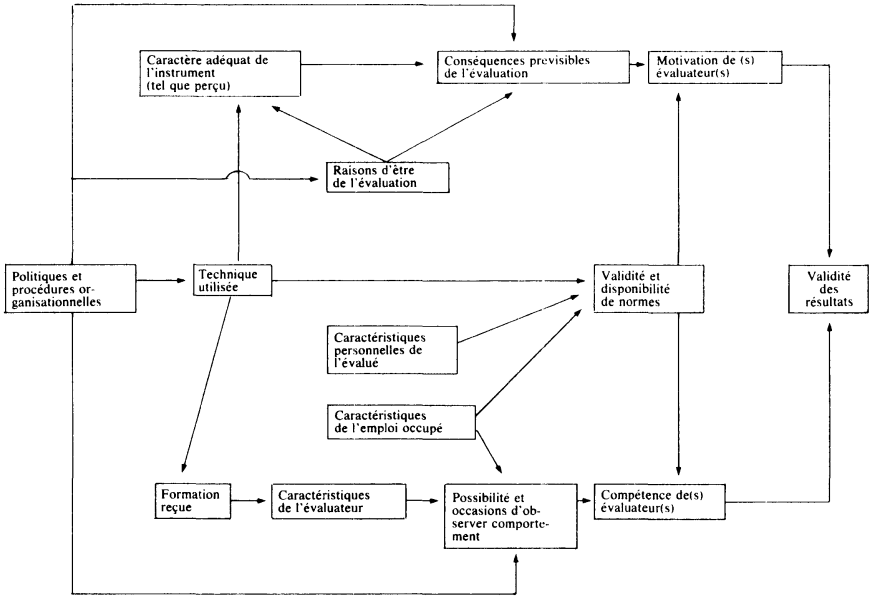 Caractère adéquat de
l'instrument
(tel que perçu)
Conséquences previsibles
de l'évaluation
Motivation de (s)
évaluateur(s)
Raisons d'être
de l'évaluation
Politiques et
procédures or-
ganisationnelles
Technique
utilisée
Validité et
disponibilité
de normes
Validité
des
résultats
Caractéristiques
personnelles de
l'évalué
Caractéristiques
de l'emploi occupé
Formation
reçue
Caractéristiques
de l'évaluateur
Possibilité et
occasions d'ob-
server comporte-
ment
Compétence de(s)
évaluateur(s)